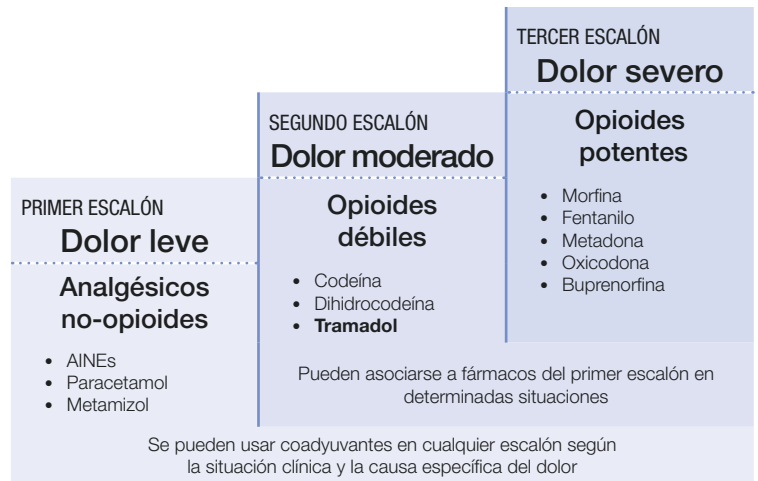 PRIMER ESCALÓN
Dolor leve
Analgésicos
no-opioides
• AINEs
• Paracetamol
• Metamizol
SEGUNDO ESCALÓN
Dolor moderado
Opioides
débiles
• Codeína
• Dihidrocodeína
• Tramadol
TERCER ESCALÓN
Dolor severo
Opioides
potentes
• Morfina
• Fentanilo
• Metadona
• Oxicodona
• Buprenorfina
Pueden asociarse a fármacos del primer escalón en
determinadas situaciones
Se pueden usar coadyuvantes en cualquier escalón según
la situación clínica y la causa específica del dolor